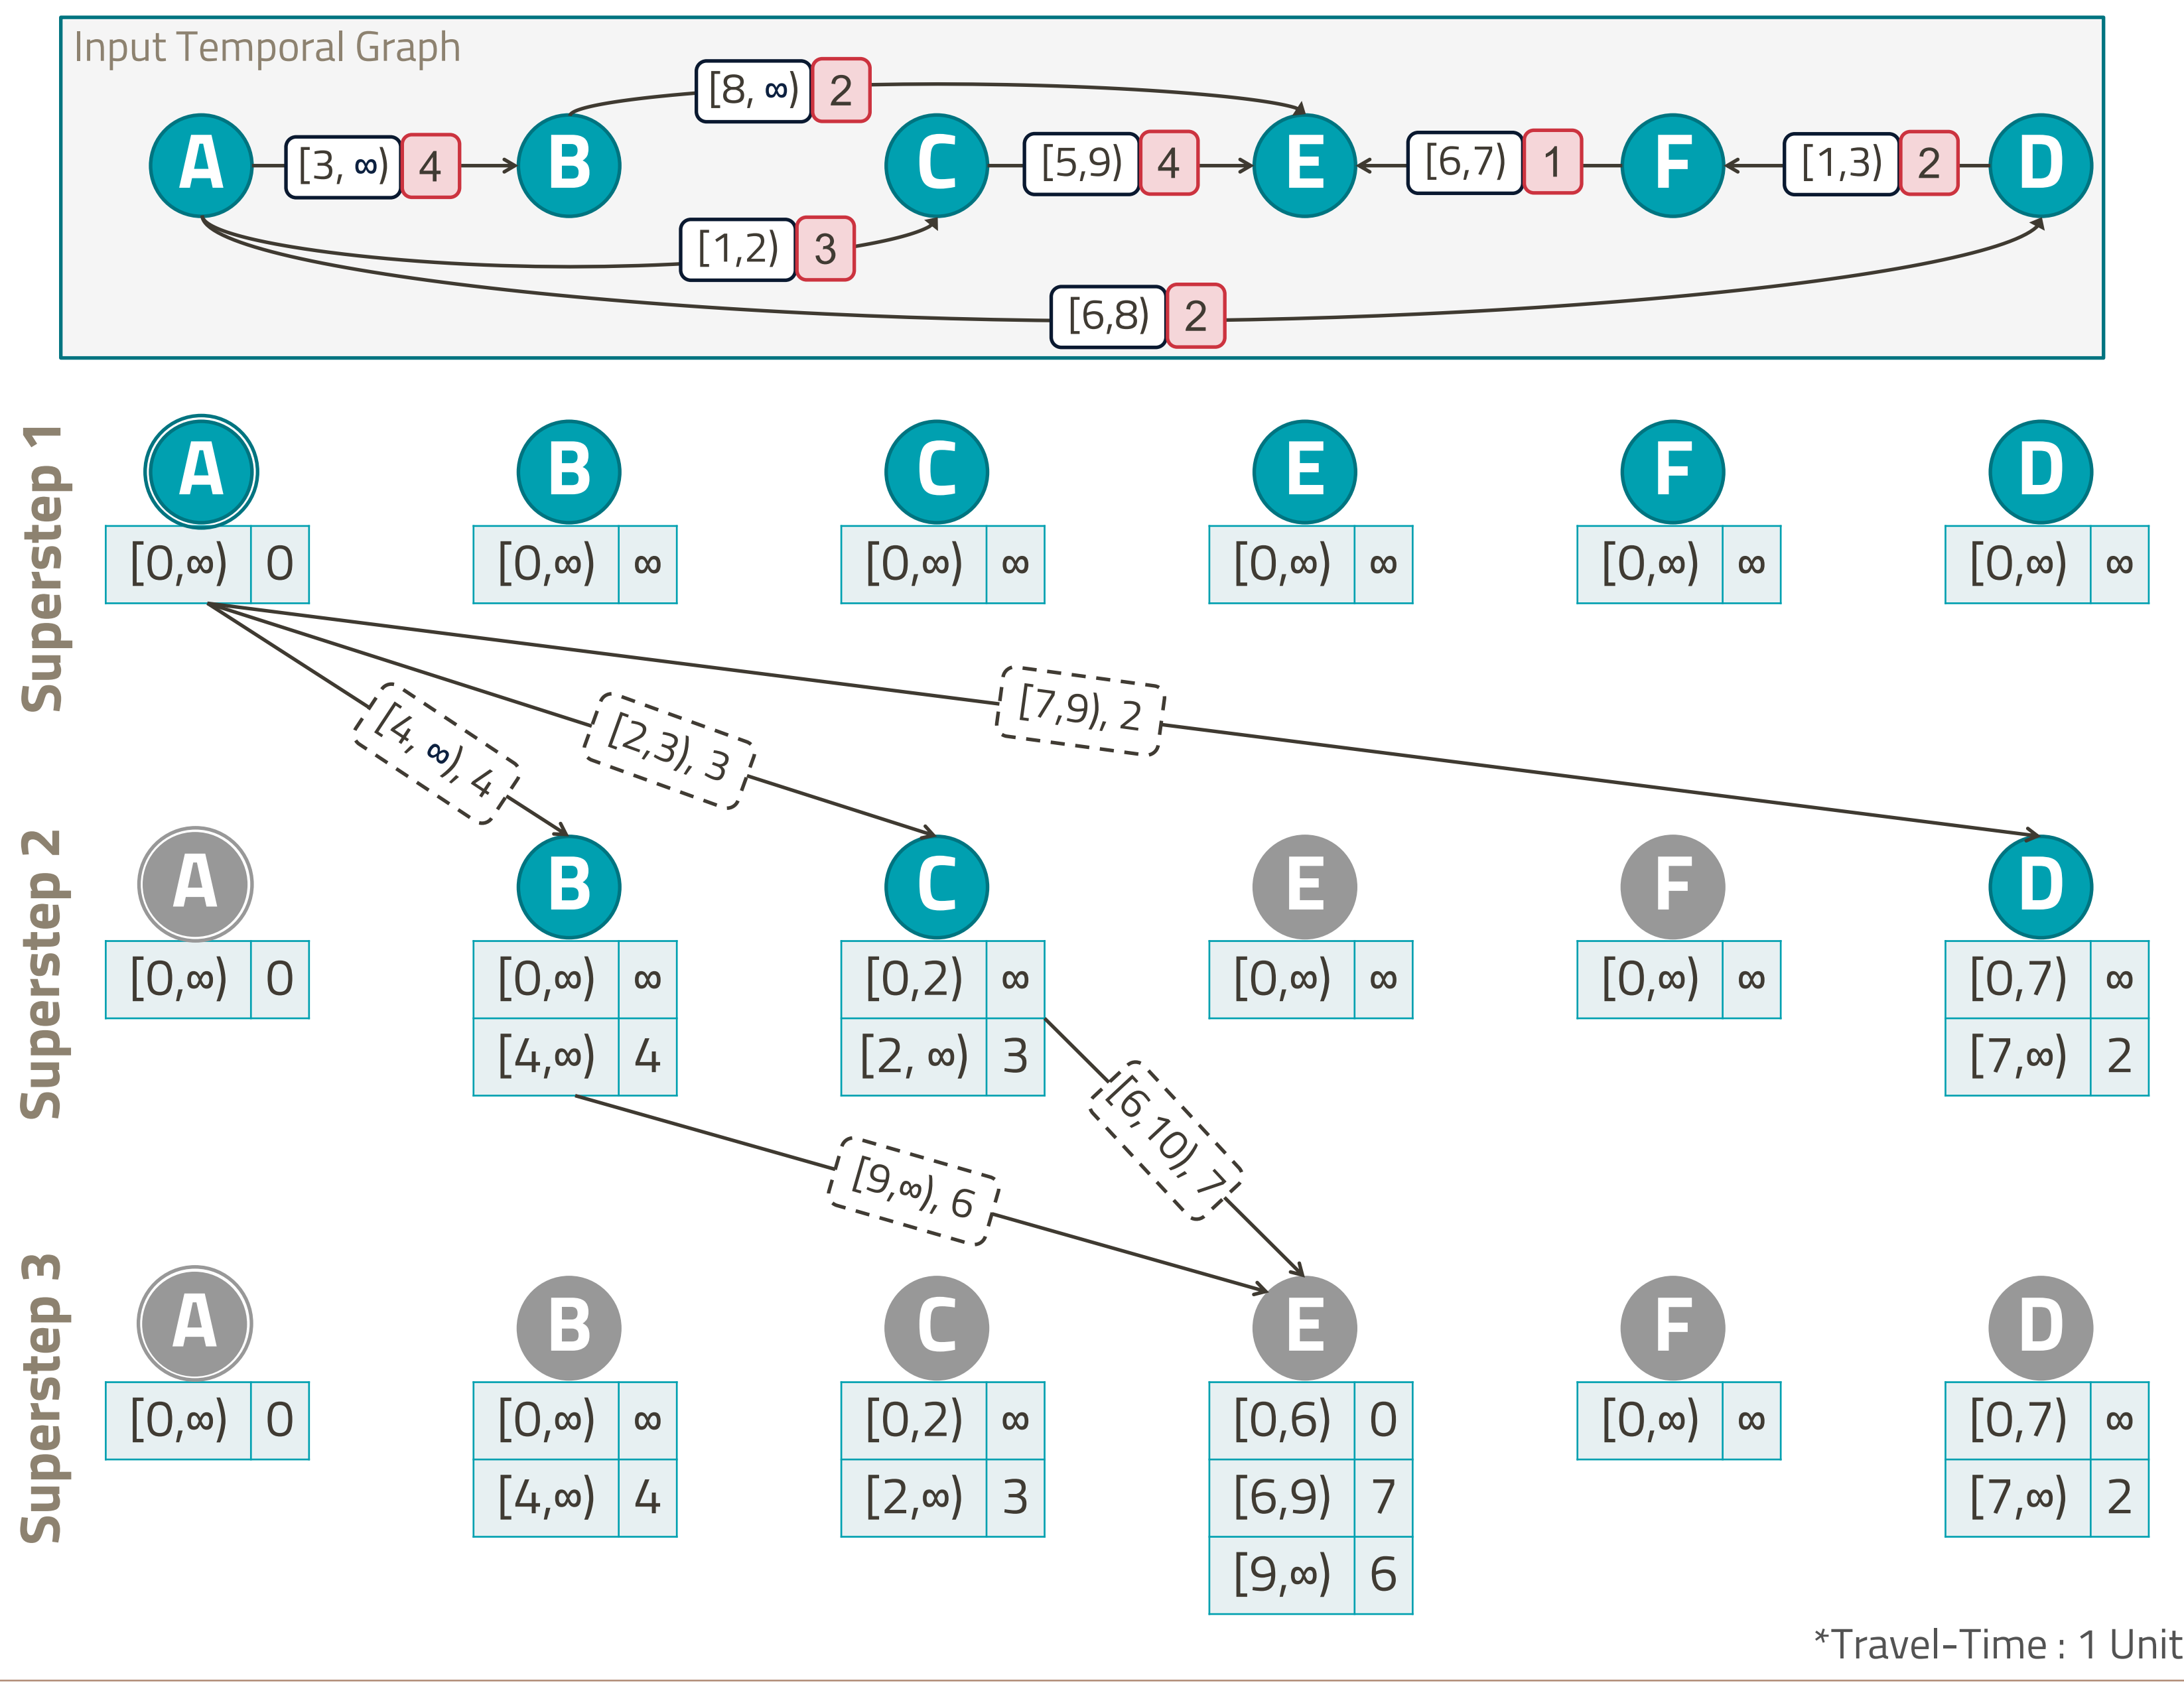 Input Temporal Graph
[8, ∞) 2
A [3, ∞) 4 B C [5,9) 4 E [6,7) 1 F [1,3) 2 D
[1,2) 3
[6,8) 2
Superstep 1
A B C E F D
[0,∞) 0 [0,∞) ∞ [0,∞) ∞ [0,∞) ∞ [0,∞) ∞ [0,∞) ∞
[4, ∞), 4
[2,3), 3
[7,9), 2
Superstep 2
A B C E F D
[0,∞) 0 [0,∞) ∞ [0,2) ∞ [0,∞) ∞ [0,∞) ∞ [0,7) ∞
[4,∞) 4 [2, ∞) 3 [7,∞) 2
[9,∞), 6
[6,10), 7
Superstep 3
A B C E F D
[0,∞) 0 [0,∞) ∞ [0,2) ∞ [0,6) 0 [0,∞) ∞ [0,7) ∞
[4,∞) 4 [2,∞) 3 [6,9) 7 [7,∞) 2
[9,∞) 6
*Travel-Time : 1 Unit